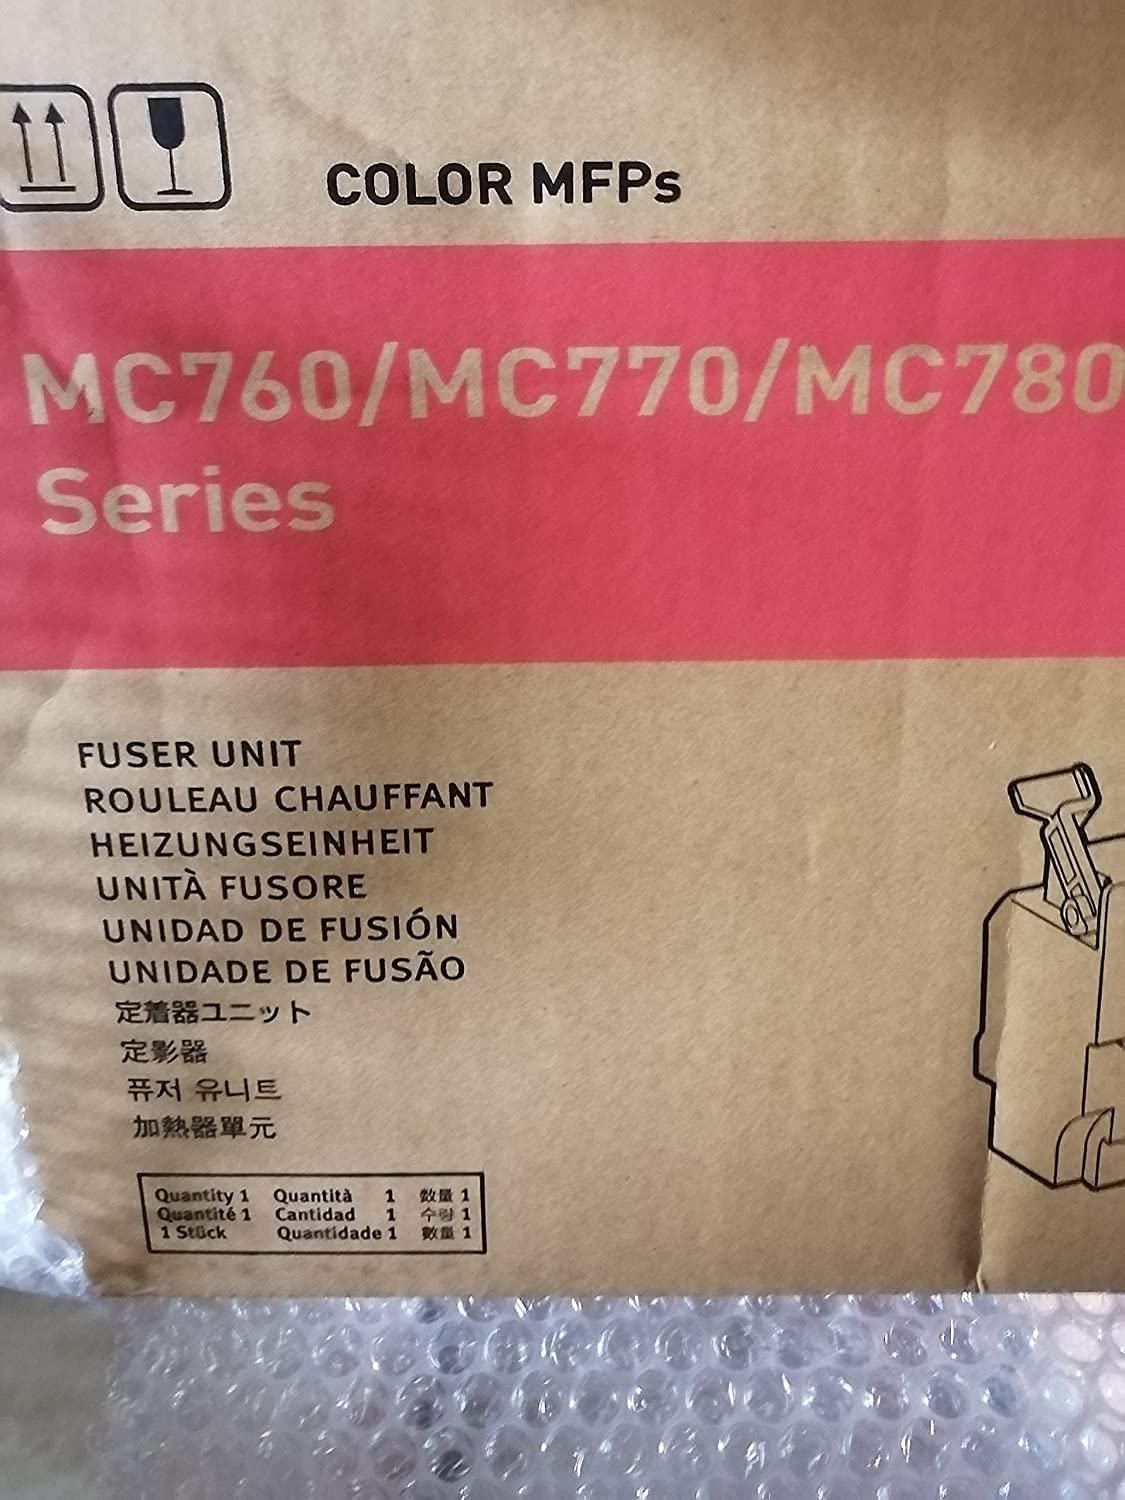 COLOR MFPs
MC760/MC770/MC780
Series
FUSER UNIT
ROULEAU CHAUFFANT
HEIZUNGSEINHEIT
UNITÀ FUSORE
UNIDAD DE FUSIÓN
UNIDADE DE FUSÃO
定着器ユニット
定影器
퓨저 유니트
加熱器單元
Quantity 1 Quantità 1 数量 1
Quantité 1 Cantidad 1 수량 1
1 Stück Quantidade 1 數量 1